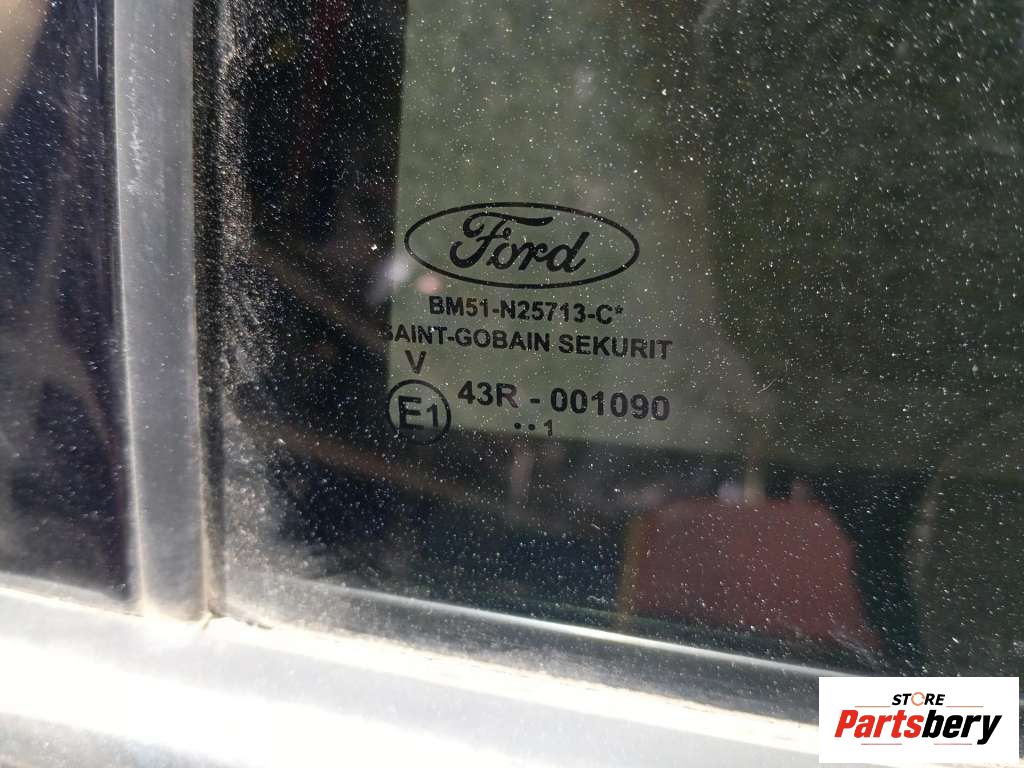 Ford
BM51-N25713-C*
SAINT-GOBAIN SEKURIT
V
E1 43R - 001090
••1
STORE
Partsbery